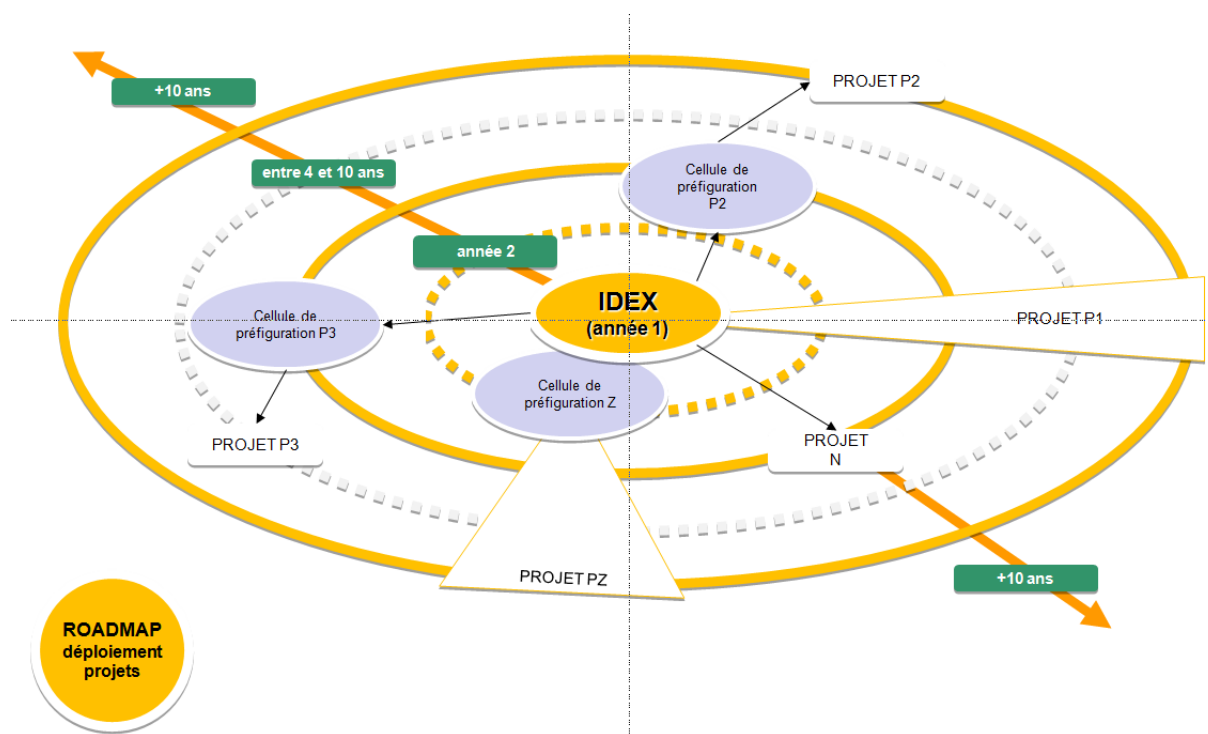 +10 ans
PROJET P2
entre 4 et 10 ans
Cellule de
préfiguration
P2
année 2
IDEX
(année 1)
Cellule de
préfiguration P3
PROJET P1
Cellule de
préfiguration Z
PROJET P3
PROJET
N
PROJET PZ
+10 ans
ROADMAP
déploiement
projets